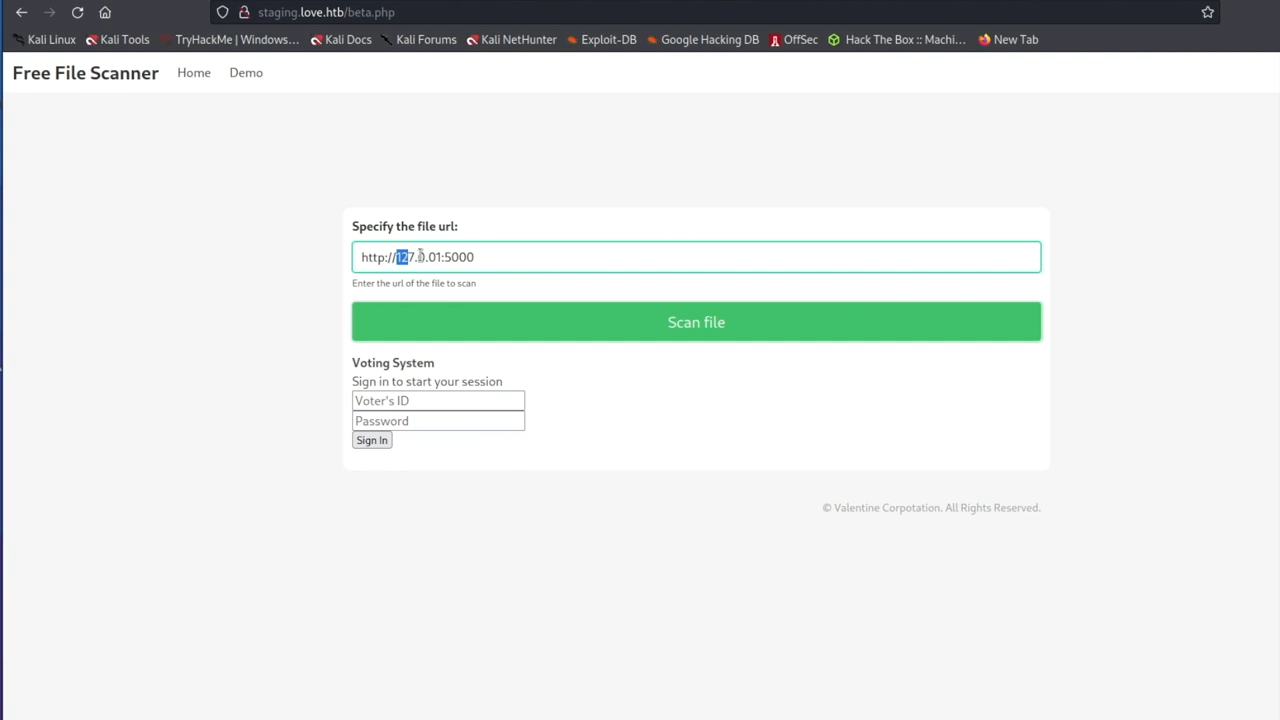 staging.love.htb/beta.php
Kali Linux Kali Tools TryHackMe | Windows... Kali Docs Kali Forums Kali NetHunter Exploit-DB Google Hacking DB OffSec Hack The Box :: Machi... New Tab
Free File Scanner Home Demo
Specify the file url:
http://127.0.01:5000
Enter the url of the file to scan
Scan file
Voting System
Sign in to start your session
Voter's ID
Password
Sign In
© Valentine Corpotation. All Rights Reserved.